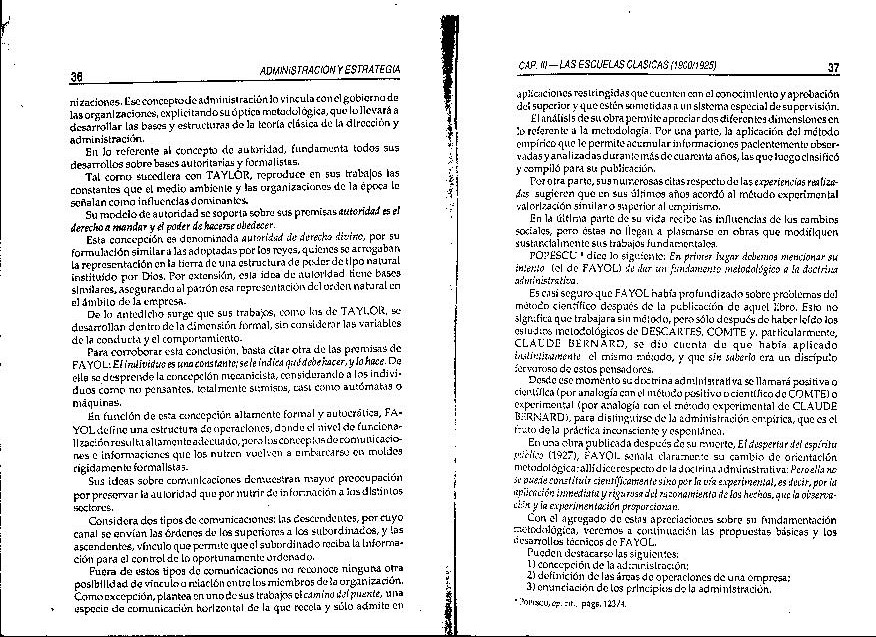 36
ADMINISTRACION Y ESTRATEGIA
nizaciones. Ese concepto de administración lo vincula con el gobierno de
las organizaciones, explicitando su óptica metodológica, que lo llevará a
desarrollar las bases y estructuras de la teoría clásica de la dirección y
administración.
En lo referente al concepto de autoridad, fundamenta todos sus
desarrollos sobre bases autoritarias y formalistas.
Tal como sucediera con TAYLOR, reproduce en sus trabajos las
constantes que el medio ambiente y las organizaciones de la época le
señalan como influencias dominantes.
Su modelo de autoridad se soporta sobre sus premisas autoridad es el
derecho a mandar y el poder de hacerse obedecer.
Esta concepción es denominada autoridad de derecho divino, por su
formulación similar a las adoptadas por los reyes, quienes se arrogaban
la representación en la tierra de una estructura de poder de tipo natural
instituido por Dios. Por extensión, esta idea de autoridad tiene bases
similares, asegurando al patrón esa representación del orden natural en
el ámbito de la empresa.
De lo antedicho surge que sus trabajos, como los de TAYLOR, se
desarrollan dentro de la dimensión formal, sin considerar las variables
de la conducta y el comportamiento.
Para corroborar esta conclusión, basta citar otra de las premisas de
FAYOL: El individuo es una constante; se le indica qué debe hacer, y lo hace. De
ella se desprende la concepción mecanicista, considerando a los indivi-
duos como no pensantes, totalmente sumisos, casi como autómatas o
máquinas.
En función de esta concepción altamente formal y autocrática, FA-
YOL define una estructura de operaciones, donde el nivel de funciona-
lización resulta altamente adecuado, pero los conceptos de comunicacio-
nes e informaciones que los nutren vuelven a embarcarse en moldes
rígidamente formalistas.
Sus ideas sobre comunicaciones demuestran mayor preocupación
por preservar la autoridad que por nutrir de información a los distintos
sectores.
Considera dos tipos de comunicaciones: las descendentes, por cuyo
canal se envían las órdenes de los superiores a los subordinados, y las
ascendentes, vínculo que permite que el subordinado reciba la informa-
ción para el control de lo oportunamente ordenado.
Fuera de estos tipos de comunicaciones no reconoce ninguna otra
posibilidad de vínculo o relación entre los miembros de la organización.
Como excepción, plantea en uno de sus trabajos el camino del puente, una
especie de comunicación horizontal de la que recela y sólo admite en
CAP. III — LAS ESCUELAS CLASICAS (1900/1925)
37
aplicaciones restringidas que cuenten con el conocimiento y aprobación
del superior y que estén sometidas a un sistema especial de supervisión.
El análisis de su obra permite apreciar dos diferentes dimensiones en
lo referente a la metodología. Por una parte, la aplicación del método
empírico que le permite acumular informaciones pacientemente obser-
vadas y analizadas durante más de cuarenta años, las que luego clasificó
y compiló para su publicación.
Por otra parte, sus numerosas citas respecto de las experiencias realiza-
das sugieren que en sus últimos años acordó al método experimental
valorización similar o superior al empirismo.
En la última parte de su vida recibe las influencias de los cambios
sociales, pero éstas no llegan a plasmarse en obras que modifiquen
sustancialmente sus trabajos fundamentales.
POPESCU dice lo siguiente: En primer lugar debemos mencionar su
intento (el de FAYOL) de dar un fundamento metodológico a la doctrina
administrativa.
Es casi seguro que FAYOL había profundizado sobre problemas del
método científico después de la publicación de aquel libro. Esto no
significa que trabajara sin método, pero sólo después de haber leído los
estudios metodológicos de DESCARTES, COMTE y, particularmente,
CLAUDE BERNARD, se dio cuenta de que había aplicado
instintivamente el mismo método, y que sin saberlo era un discípulo
fervoroso de estos pensadores.
Desde ese momento su doctrina administrativa se llamará positiva o
científica (por analogía con el método positivo o científico de COMTE) o
experimental (por analogía con el método experimental de CLAUDE
BERNARD), para distinguirse de la administración empírica, que es el
fruto de la práctica inconsciente y espontánea.
En una obra publicada después de su muerte, El despertar del espíritu
público (1927), FAYOL señala claramente su cambio de orientación
metodológica: allí dice respecto de la doctrina administrativa: Pero ella no
se puede constituir científicamente sino por la vía experimental, es decir, por la
aplicación inmediata y rigurosa del razonamiento de los hechos, que la observa-
ción y la experimentación proporcionan.
Con el agregado de estas apreciaciones sobre su fundamentación
metodológica, veremos a continuación las propuestas básicas y los
desarrollos técnicos de FAYOL.
Pueden destacarse las siguientes:
1) concepción de la administración;
2) definición de las áreas de operaciones de una empresa;
3) enunciación de los principios de la administración.
POPESCU, op. cit., págs. 123/4.